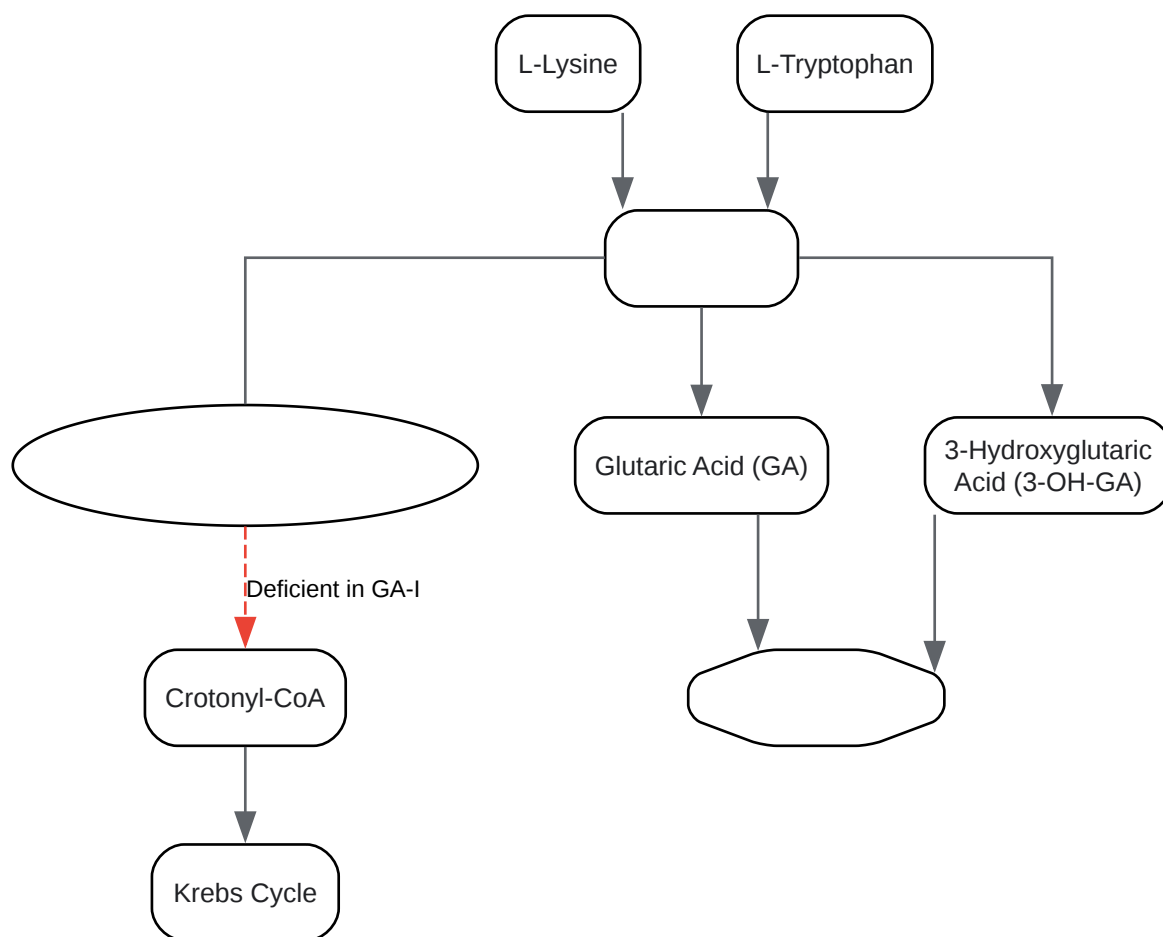 L-Lysine
L-Tryptophan
Glutaric Acid (GA)
3-Hydroxyglutaric
Acid (3-OH-GA)
Deficient in GA-I
Crotonyl-CoA
Krebs Cycle